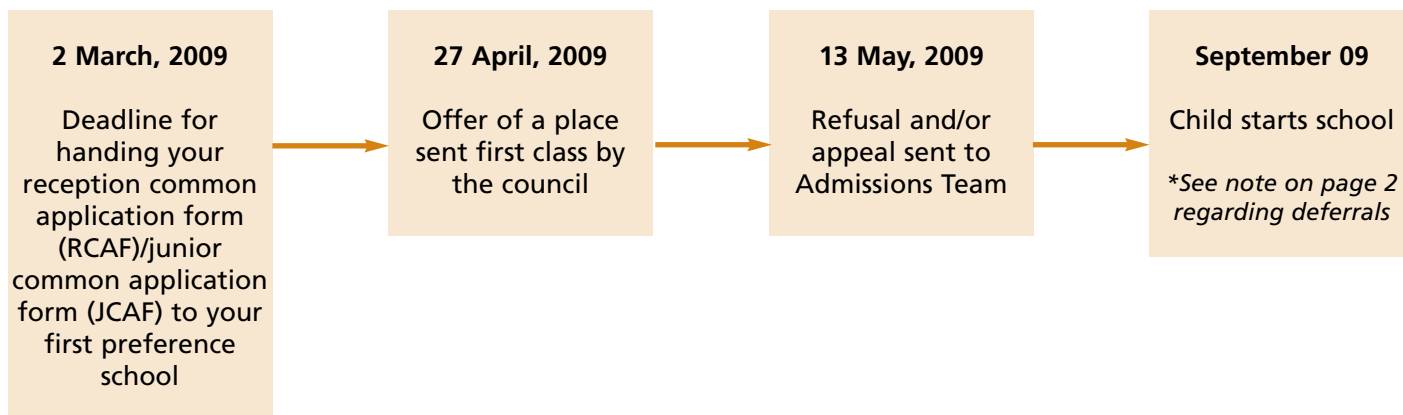 2 March, 2009
Deadline for
handing your
reception common
application form
(RCAF)/junior
common application
form (JCAF) to your
first preference
school
27 April, 2009
Offer of a place
sent first class by
the council
13 May, 2009
Refusal and/or
appeal sent to
Admissions Team
September 09
Child starts school
*See note on page 2
regarding deferrals